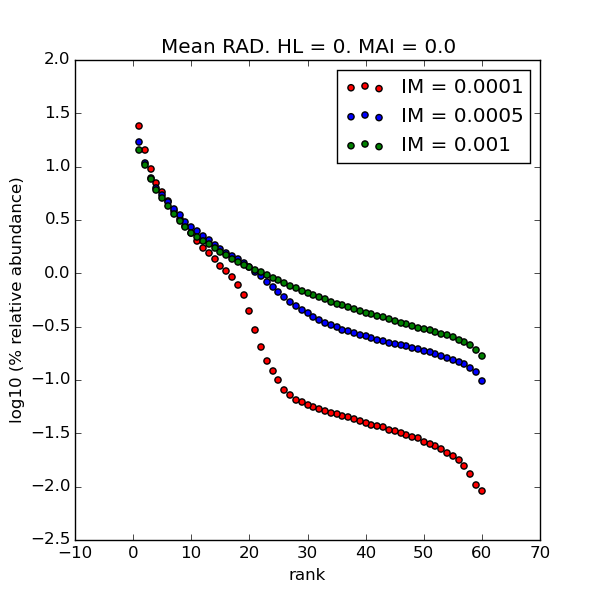 Mean RAD. HL = 0. MAI = 0.0
IM = 0.0001
IM = 0.0005
IM = 0.001
log10 (% relative abundance)
2.0
1.5
1.0
0.5
0.0
−0.5
−1.0
−1.5
−2.0
−2.5
−10 0 10 20 30 40 50 60 70
rank